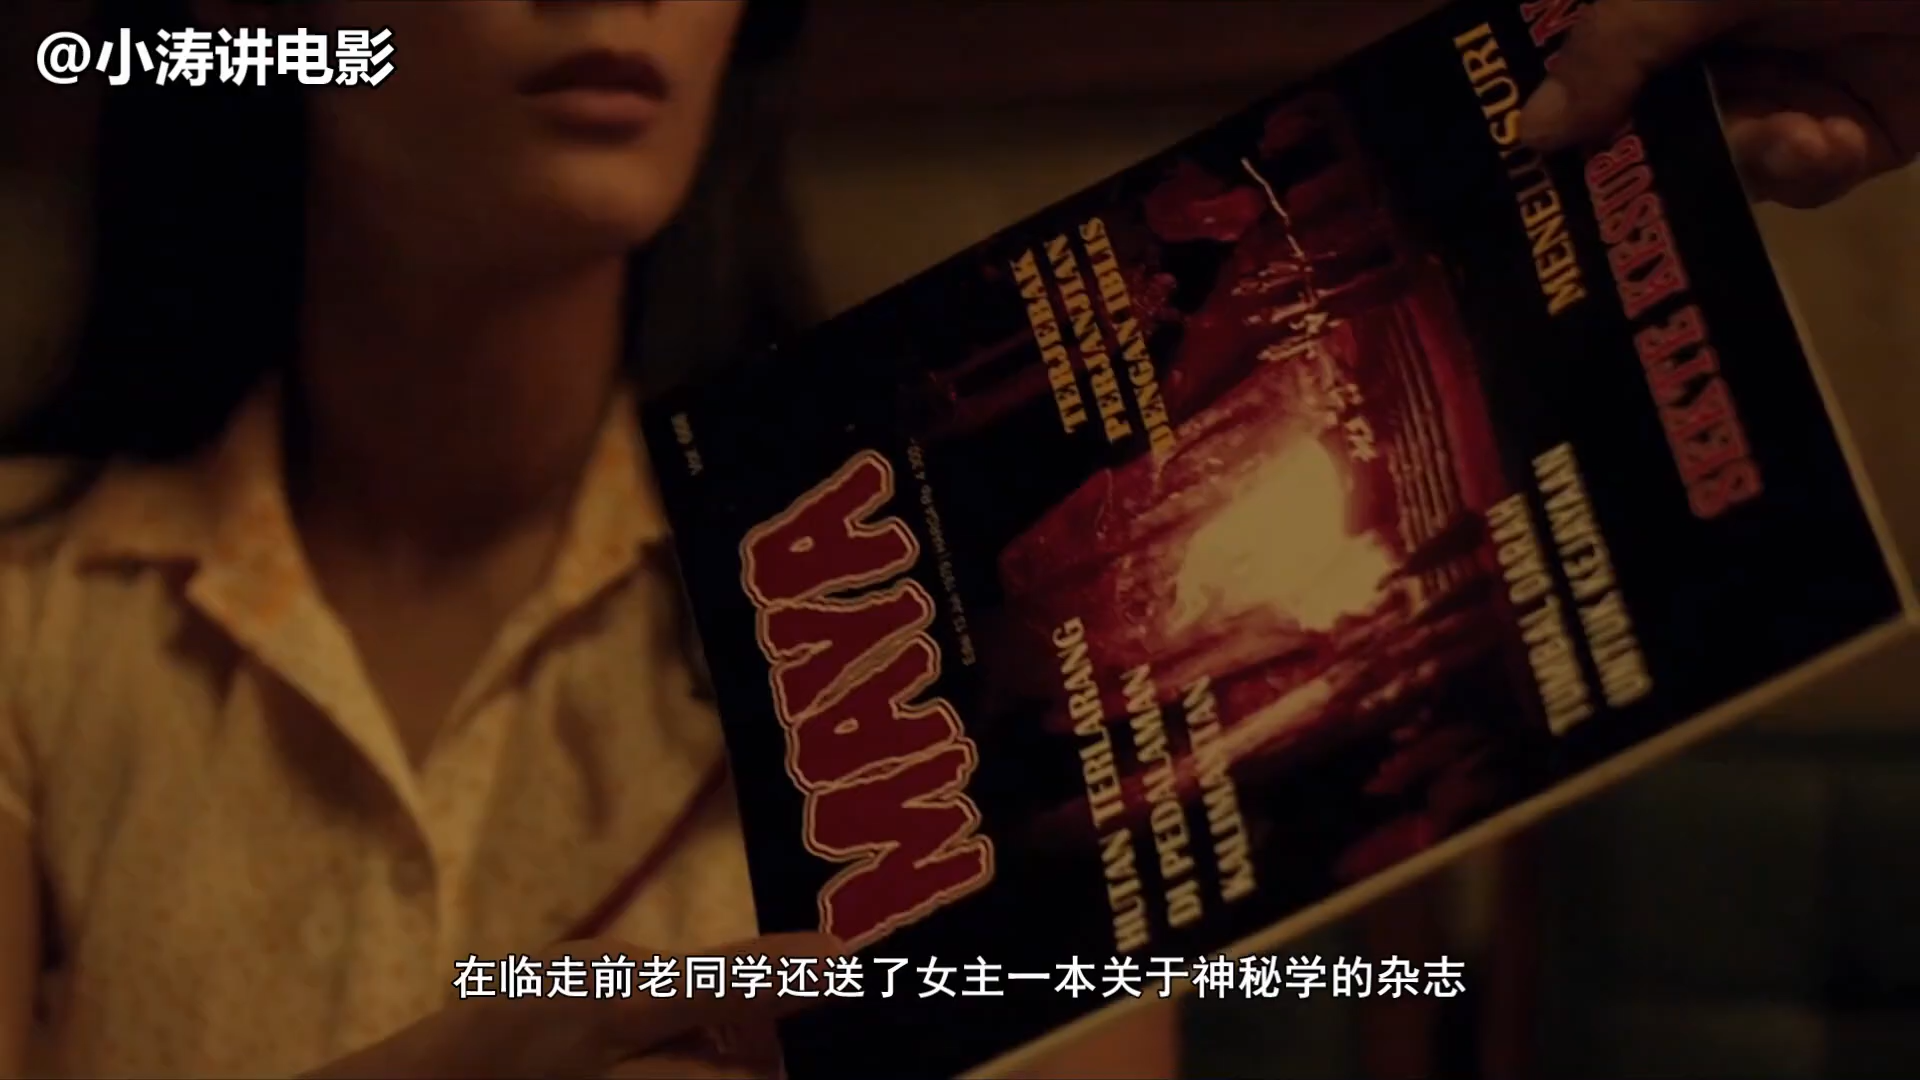 @小涛讲电影
MAYA
TERJEBAK
PERJANJIAN
DENGAN IBLIS
HUTAN TERLARANG
DI PEDALAMAN
KALIMANTAN
MENELUSURI
SEKTE KESUB
TUMBAL DARAH
UNTUK KEJAYAAN
在临走前老同学还送了女主一本关于神秘学的杂志